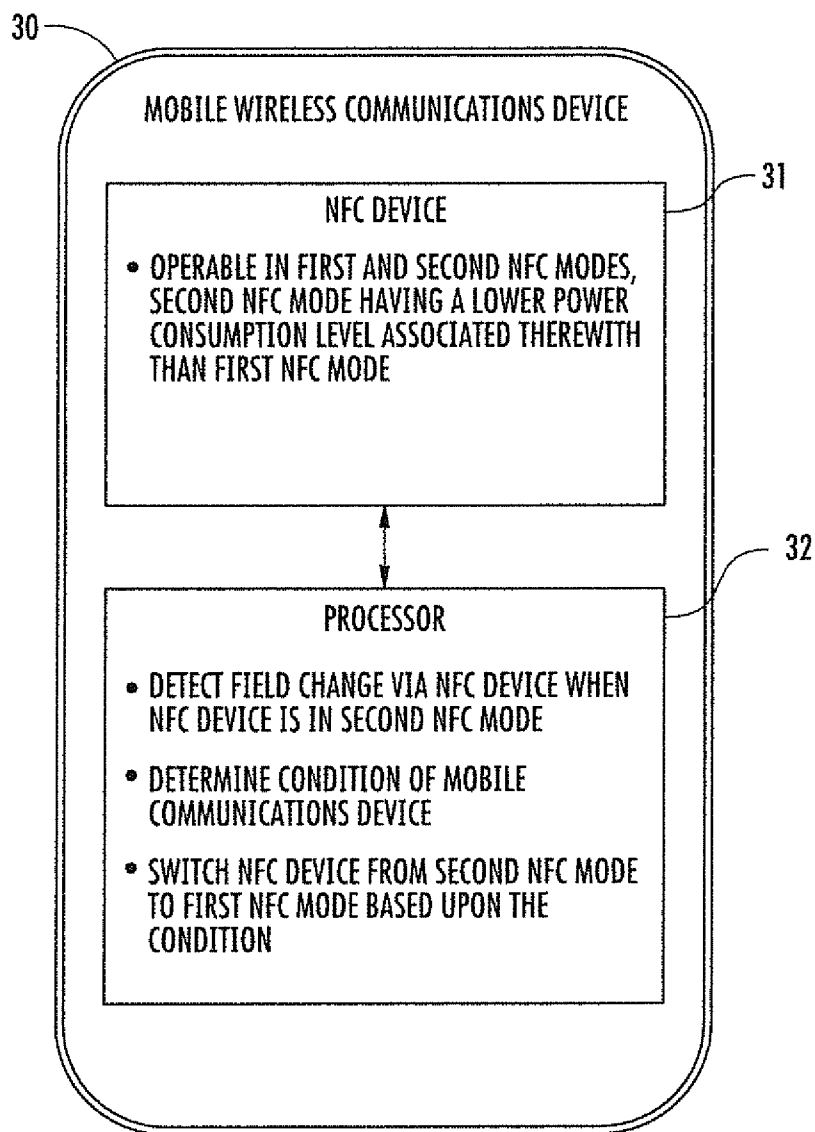 30
MOBILE WIRELESS COMMUNICATIONS DEVICE
31
NFC DEVICE
• OPERABLE IN FIRST AND SECOND NFC MODES,
SECOND NFC MODE HAVING A LOWER POWER
CONSUMPTION LEVEL ASSOCIATED THEREWITH
THAN FIRST NFC MODE
32
PROCESSOR
• DETECT FIELD CHANGE VIA NFC DEVICE WHEN
NFC DEVICE IS IN SECOND NFC MODE
• DETERMINE CONDITION OF MOBILE
COMMUNICATIONS DEVICE
• SWITCH NFC DEVICE FROM SECOND NFC MODE
TO FIRST NFC MODE BASED UPON THE
CONDITION